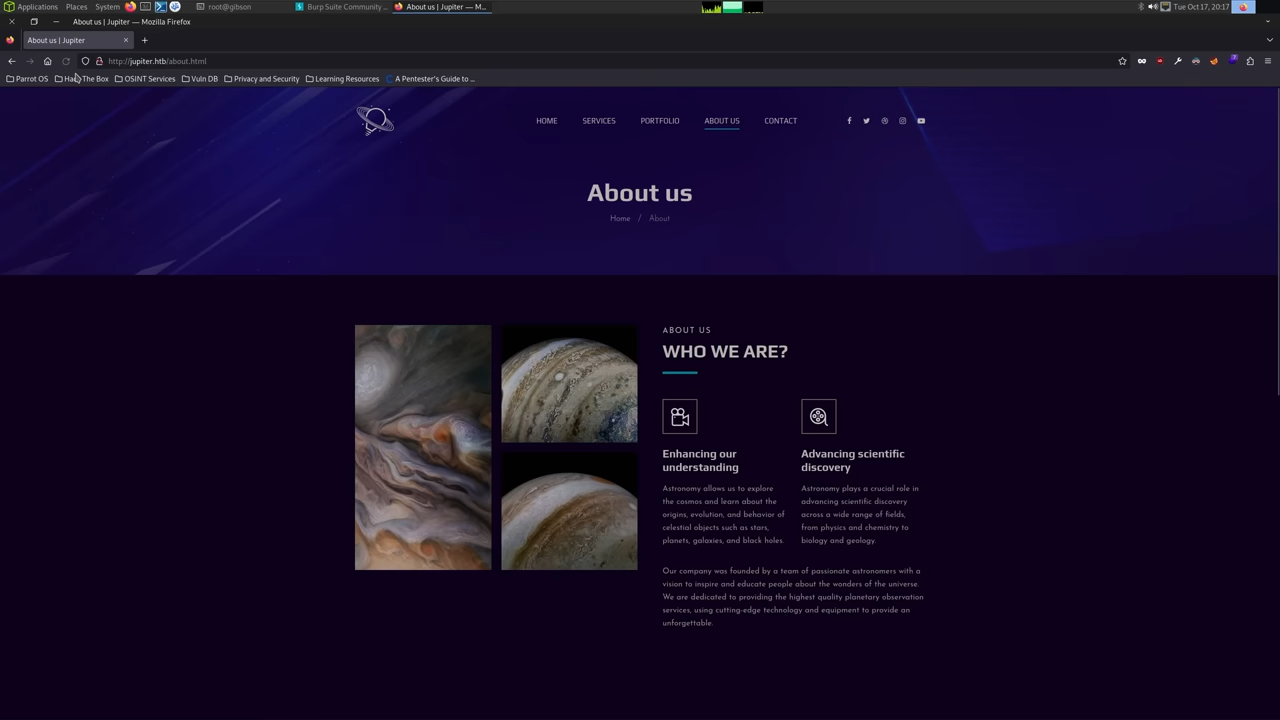 Applications Places System root@gibson Burp Suite Community ... About us | Jupiter — M... Tue Oct 17, 20:17
About us | Jupiter — Mozilla Firefox
About us | Jupiter
http://jupiter.htb/about.html
Parrot OS Hack The Box OSINT Services Vuln DB Privacy and Security Learning Resources A Pentester's Guide to ...
HOME SERVICES PORTFOLIO ABOUT US CONTACT
About us
Home / About
ABOUT US
WHO WE ARE?
Enhancing our
understanding
Astronomy allows us to explore
the cosmos and learn about the
origins, evolution, and behavior of
celestial objects such as stars,
planets, galaxies, and black holes.
Advancing scientific
discovery
Astronomy plays a crucial role in
advancing scientific discovery
across a wide range of fields,
from physics and chemistry to
biology and geology.
Our company was founded by a team of passionate astronomers with a
vision to inspire and educate people about the wonders of the universe.
We are dedicated to providing the highest quality planetary observation
services, using cutting-edge technology and equipment to provide an
unforgettable.